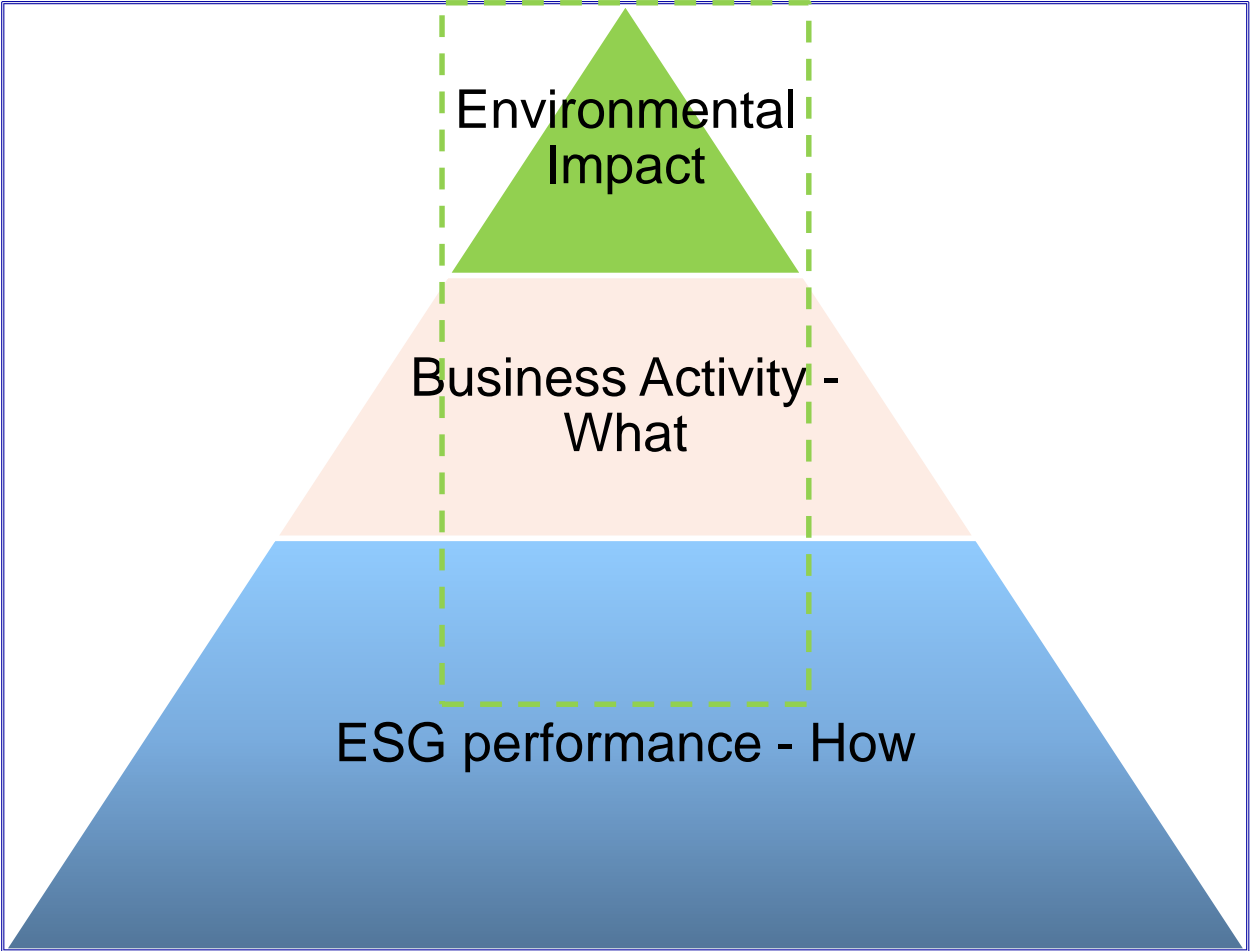 Environmental
Impact
Business Activity -
What
ESG performance - How